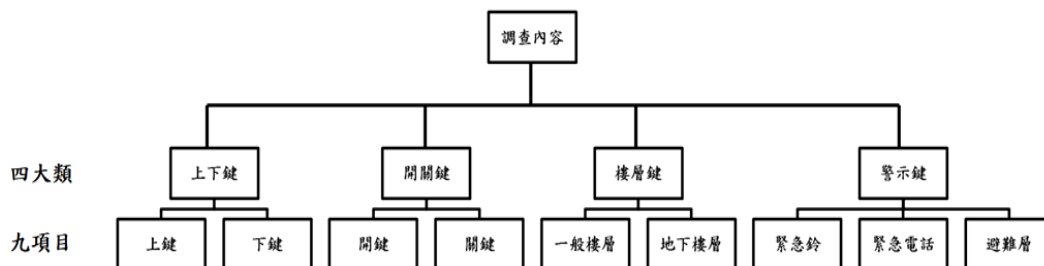 調查內容
四大類
上下鍵
開關鍵
樓層鍵
警示鍵
九項目
上鍵
下鍵
開鍵
關鍵
一般樓層
地下樓層
緊急鈴
緊急電話
避難層